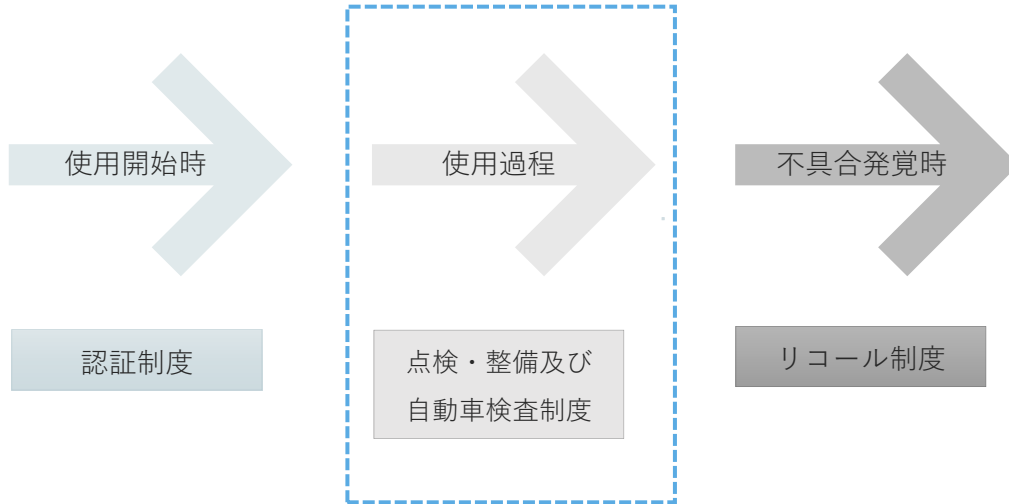 使用開始時
使用過程
不具合発覚時
認証制度
点検・整備及び
自動車検査制度
リコール制度